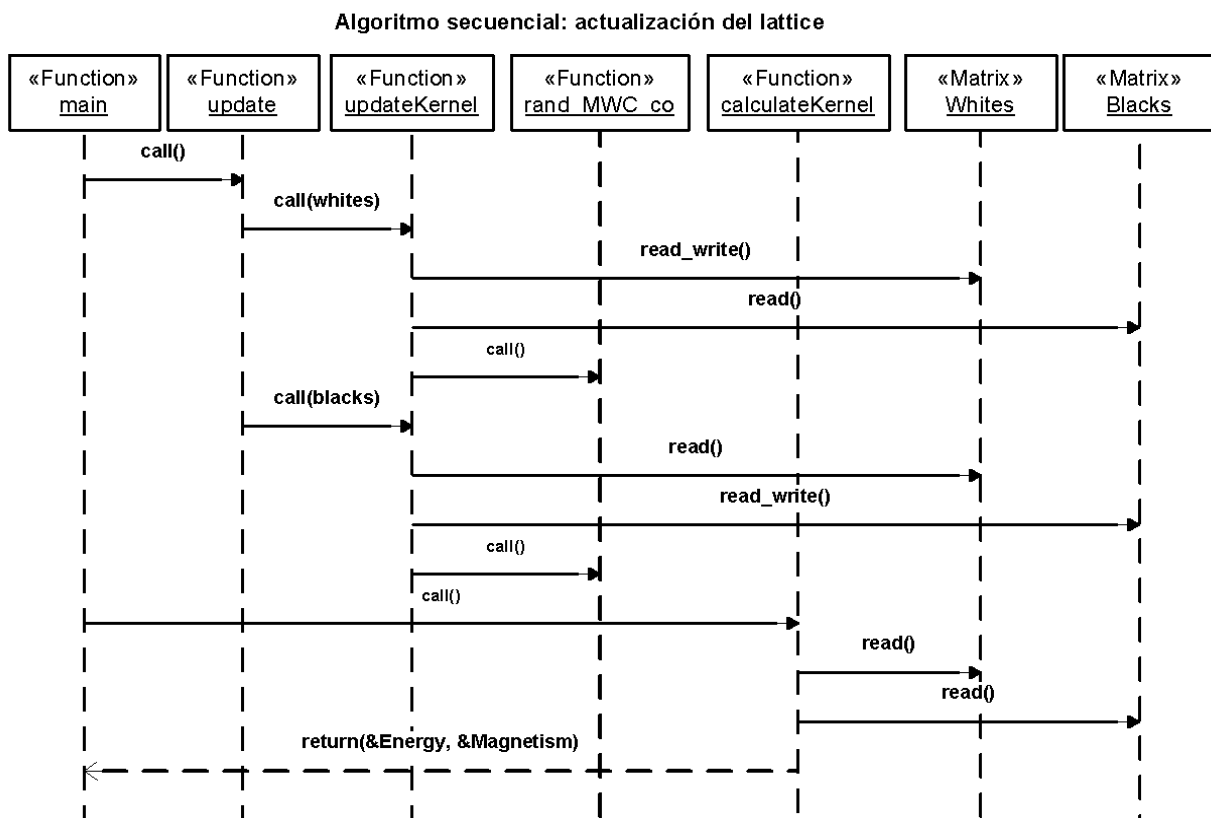 Algoritmo secuencial: actualización del lattice
«Function»
main
«Function»
update
«Function»
updateKernel
«Function»
rand_MWC_co
«Function»
calculateKernel
«Matrix»
Whites
«Matrix»
Blacks
call()
call(whites)
read_write()
read()
call()
call(blacks)
read()
read_write()
call()
call()
read()
read()
return(&Energy, &Magnetism)